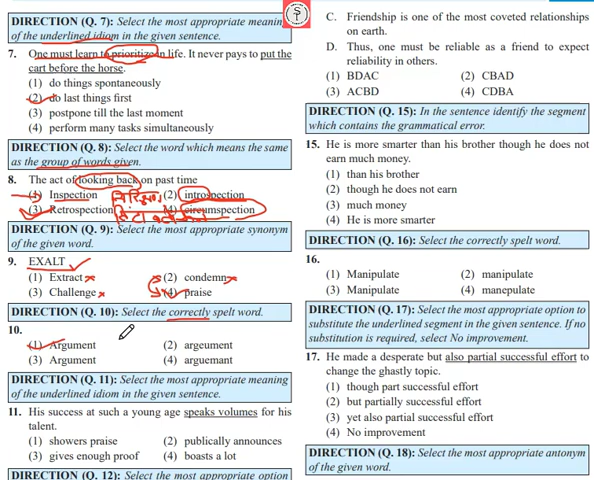 DIRECTION (Q. 7): Select the most appropriate meaning
of the underlined idiom in the given sentence.
7. One must learn to prioritize in life. It never pays to put the
cart before the horse.
(1) do things spontaneously
(2) do last things first
(3) postpone till the last moment
(4) perform many tasks simultaneously
DIRECTION (Q. 8): Select the word which means the same
as the group of words given.
8. The act of looking back on past time
(1) Inspection (2) introspection
(3) Retrospection (4) circumspection
DIRECTION (Q. 9): Select the most appropriate synonym
of the given word.
9. EXALT
(1) Extract (2) condemn
(3) Challenge (4) praise
DIRECTION (Q. 10): Select the correctly spelt word.
10.
(1) Argument (2) argeument
(3) Argument (4) arguemant
DIRECTION (Q. 11): Select the most appropriate meaning
of the underlined idiom in the given sentence.
11. His success at such a young age speaks volumes for his
talent.
(1) showers praise (2) publically announces
(3) gives enough proof (4) boasts a lot
DIRECTION (Q. 12): Select the most appropriate option
C. Friendship is one of the most coveted relationships
on earth.
D. Thus, one must be reliable as a friend to expect
reliability in others.
(1) BDAC (2) CBAD
(3) ACBD (4) CDBA
DIRECTION (Q. 15): In the sentence identify the segment
which contains the grammatical error.
15. He is more smarter than his brother though he does not
earn much money.
(1) than his brother
(2) though he does not earn
(3) much money
(4) He is more smarter
DIRECTION (Q. 16): Select the correctly spelt word.
16.
(1) Manipulate (2) manipulate
(3) Manipulate (4) manepulate
DIRECTION (Q. 17): Select the most appropriate option to
substitute the underlined segment in the given sentence. If no
substitution is required, select No improvement.
17. He made a desperate but also partial successful effort to
change the ghastly topic.
(1) though part successful effort
(2) but partially successful effort
(3) yet also partial successful effort
(4) No improvement
DIRECTION (Q. 18): Select the most appropriate antonym
of the given word.